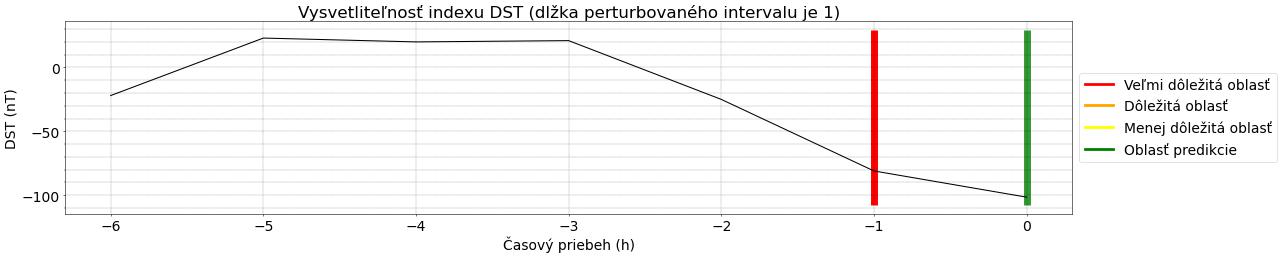 Vysvetliteľnosť indexu DST (dĺžka perturbovaného intervalu je 1)
DST (nT)
0
−50
−100
−6 −5 −4 −3 −2 −1 0
Časový priebeh (h)
Veľmi dôležitá oblasť
Dôležitá oblasť
Menej dôležitá oblasť
Oblasť predikcie